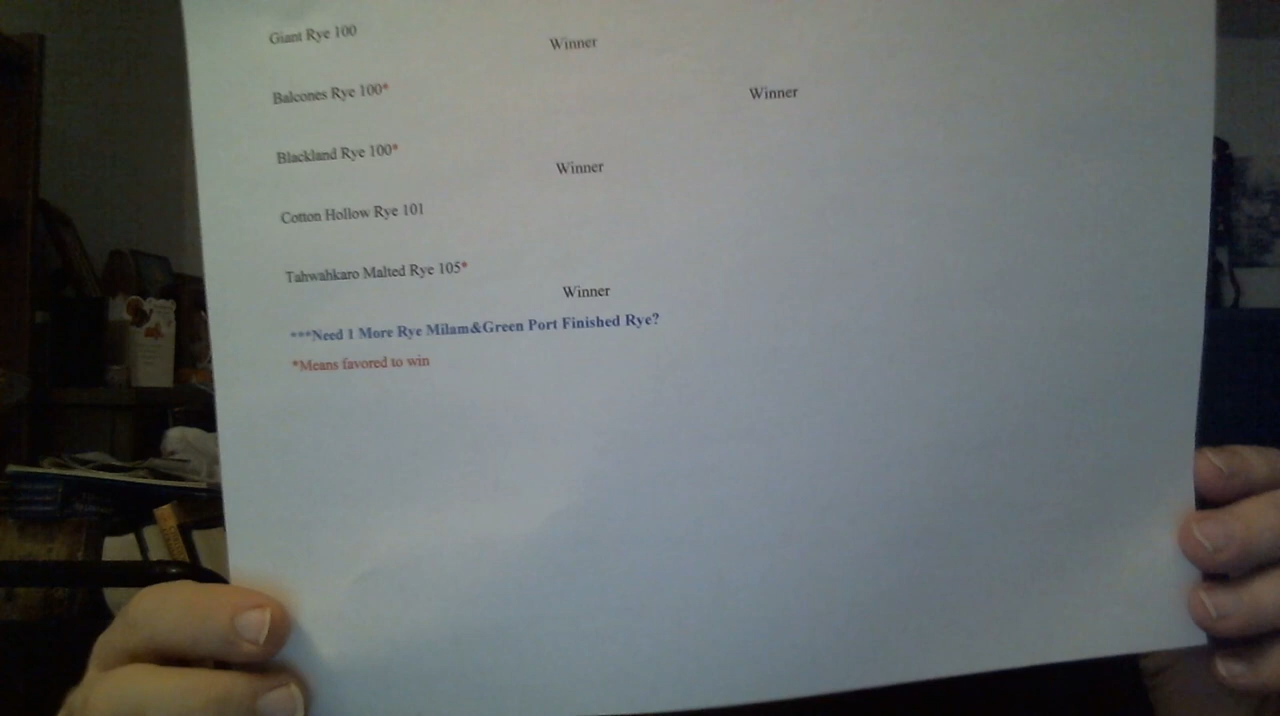 Giant Rye 100
Winner
Balcones Rye 100*
Winner
Blackland Rye 100*
Winner
Cotton Hollow Rye 101
Tahwahkaro Malted Rye 105*
Winner
***Need 1 More Rye Milam&Green Port Finished Rye?
*Means favored to win